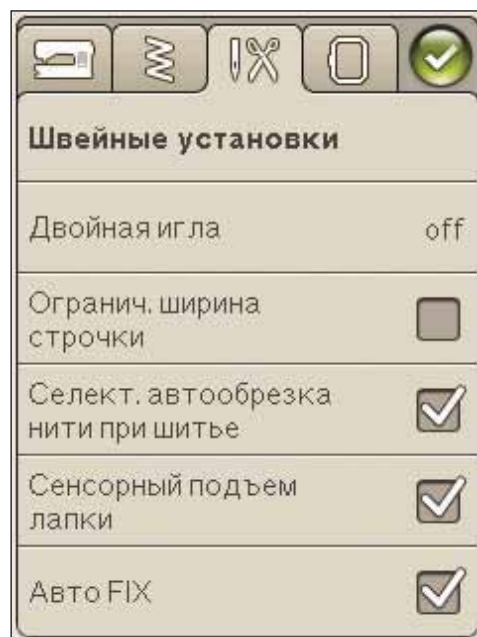 Швейные установки
Двойная игла off
Огранич. ширина
строчки
Селект. автообрезка
нити при шитье
Сенсорный подъем
лапки
Авто FIX